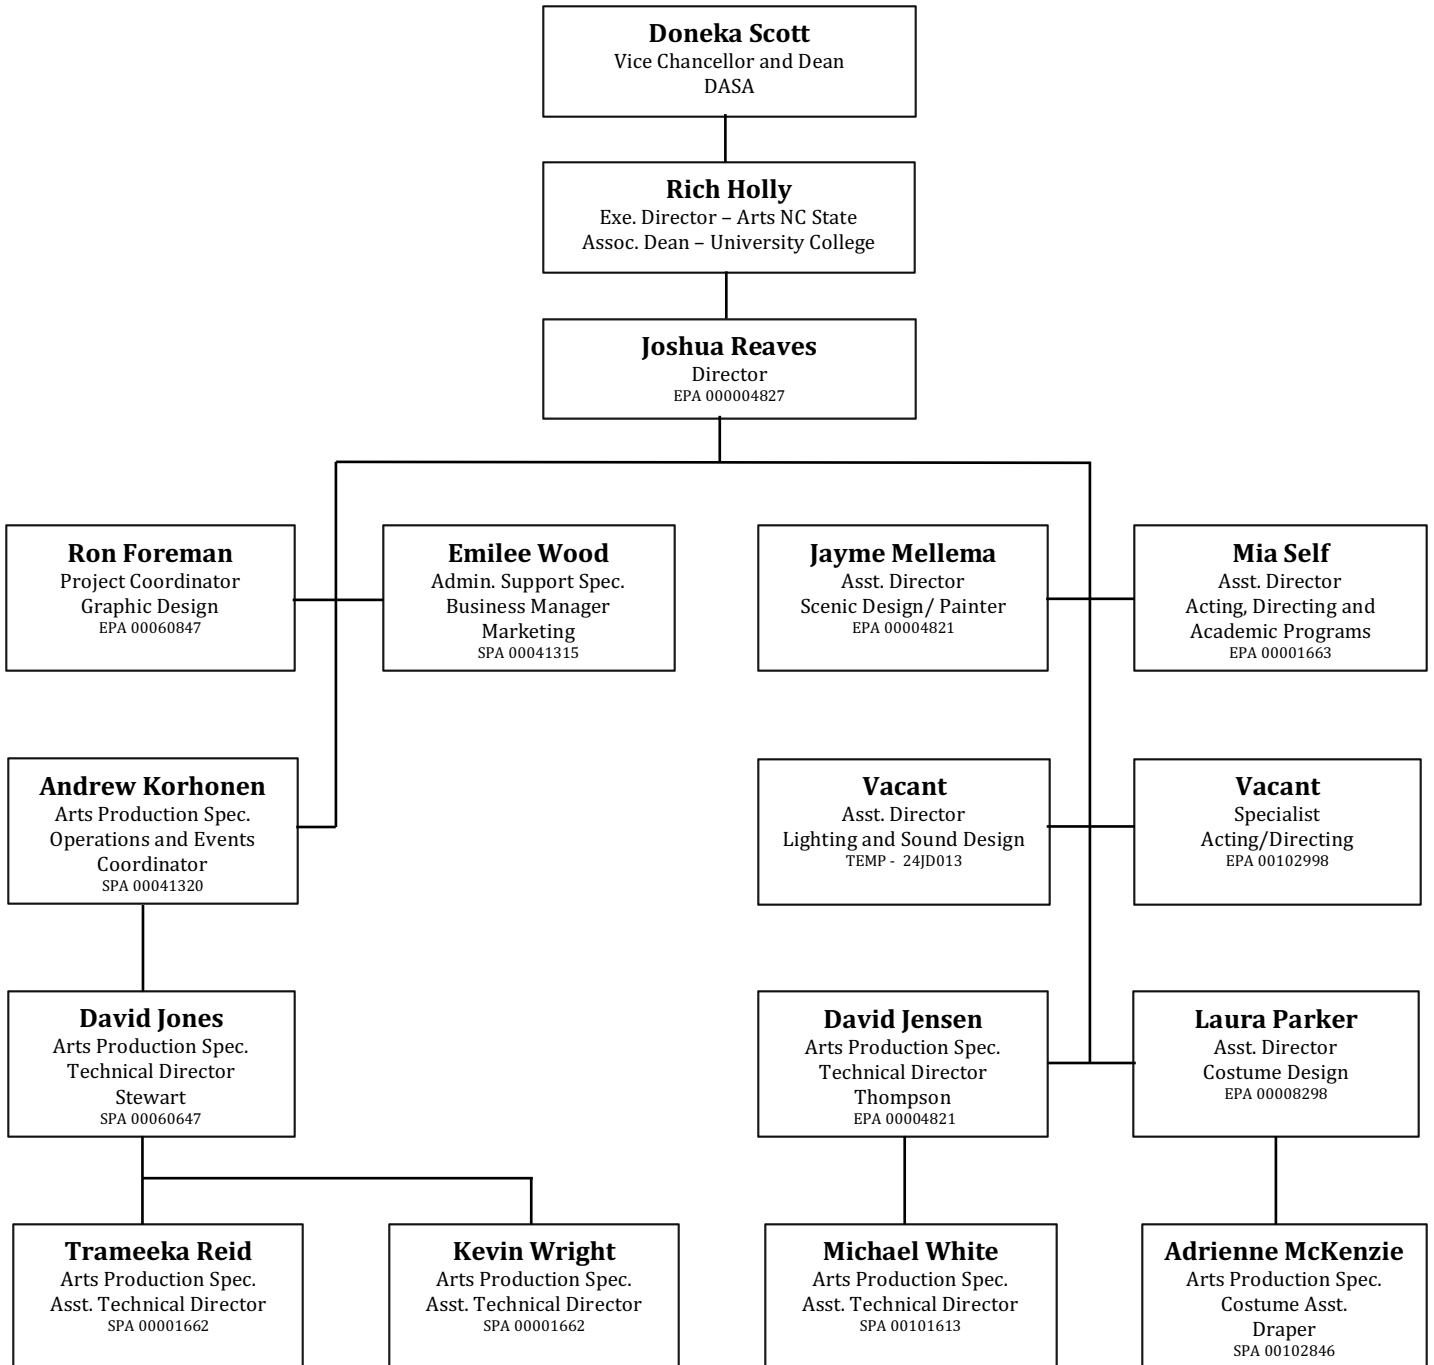 Doneka Scott
Vice Chancellor and Dean
DASA
Rich Holly
Exe. Director – Arts NC State
Assoc. Dean – University College
Joshua Reaves
Director
EPA 000004827
Ron Foreman
Project Coordinator
Graphic Design
EPA 00060847
Emilee Wood
Admin. Support Spec.
Business Manager
Marketing
SPA 00041315
Jayme Mellema
Asst. Director
Scenic Design/ Painter
EPA 00004821
Mia Self
Asst. Director
Acting, Directing and
Academic Programs
EPA 00001663
Andrew Korhonen
Arts Production Spec.
Operations and Events
Coordinator
SPA 00041320
Vacant
Asst. Director
Lighting and Sound Design
TEMP - 24JD013
Vacant
Specialist
Acting/Directing
EPA 00102998
David Jones
Arts Production Spec.
Technical Director
Stewart
SPA 00060647
David Jensen
Arts Production Spec.
Technical Director
Thompson
EPA 00004821
Laura Parker
Asst. Director
Costume Design
EPA 00008298
Trameeka Reid
Arts Production Spec.
Asst. Technical Director
SPA 00001662
Kevin Wright
Arts Production Spec.
Asst. Technical Director
SPA 00001662
Michael White
Arts Production Spec.
Asst. Technical Director
SPA 00101613
Adrienne McKenzie
Arts Production Spec.
Costume Asst.
Draper
SPA 00102846